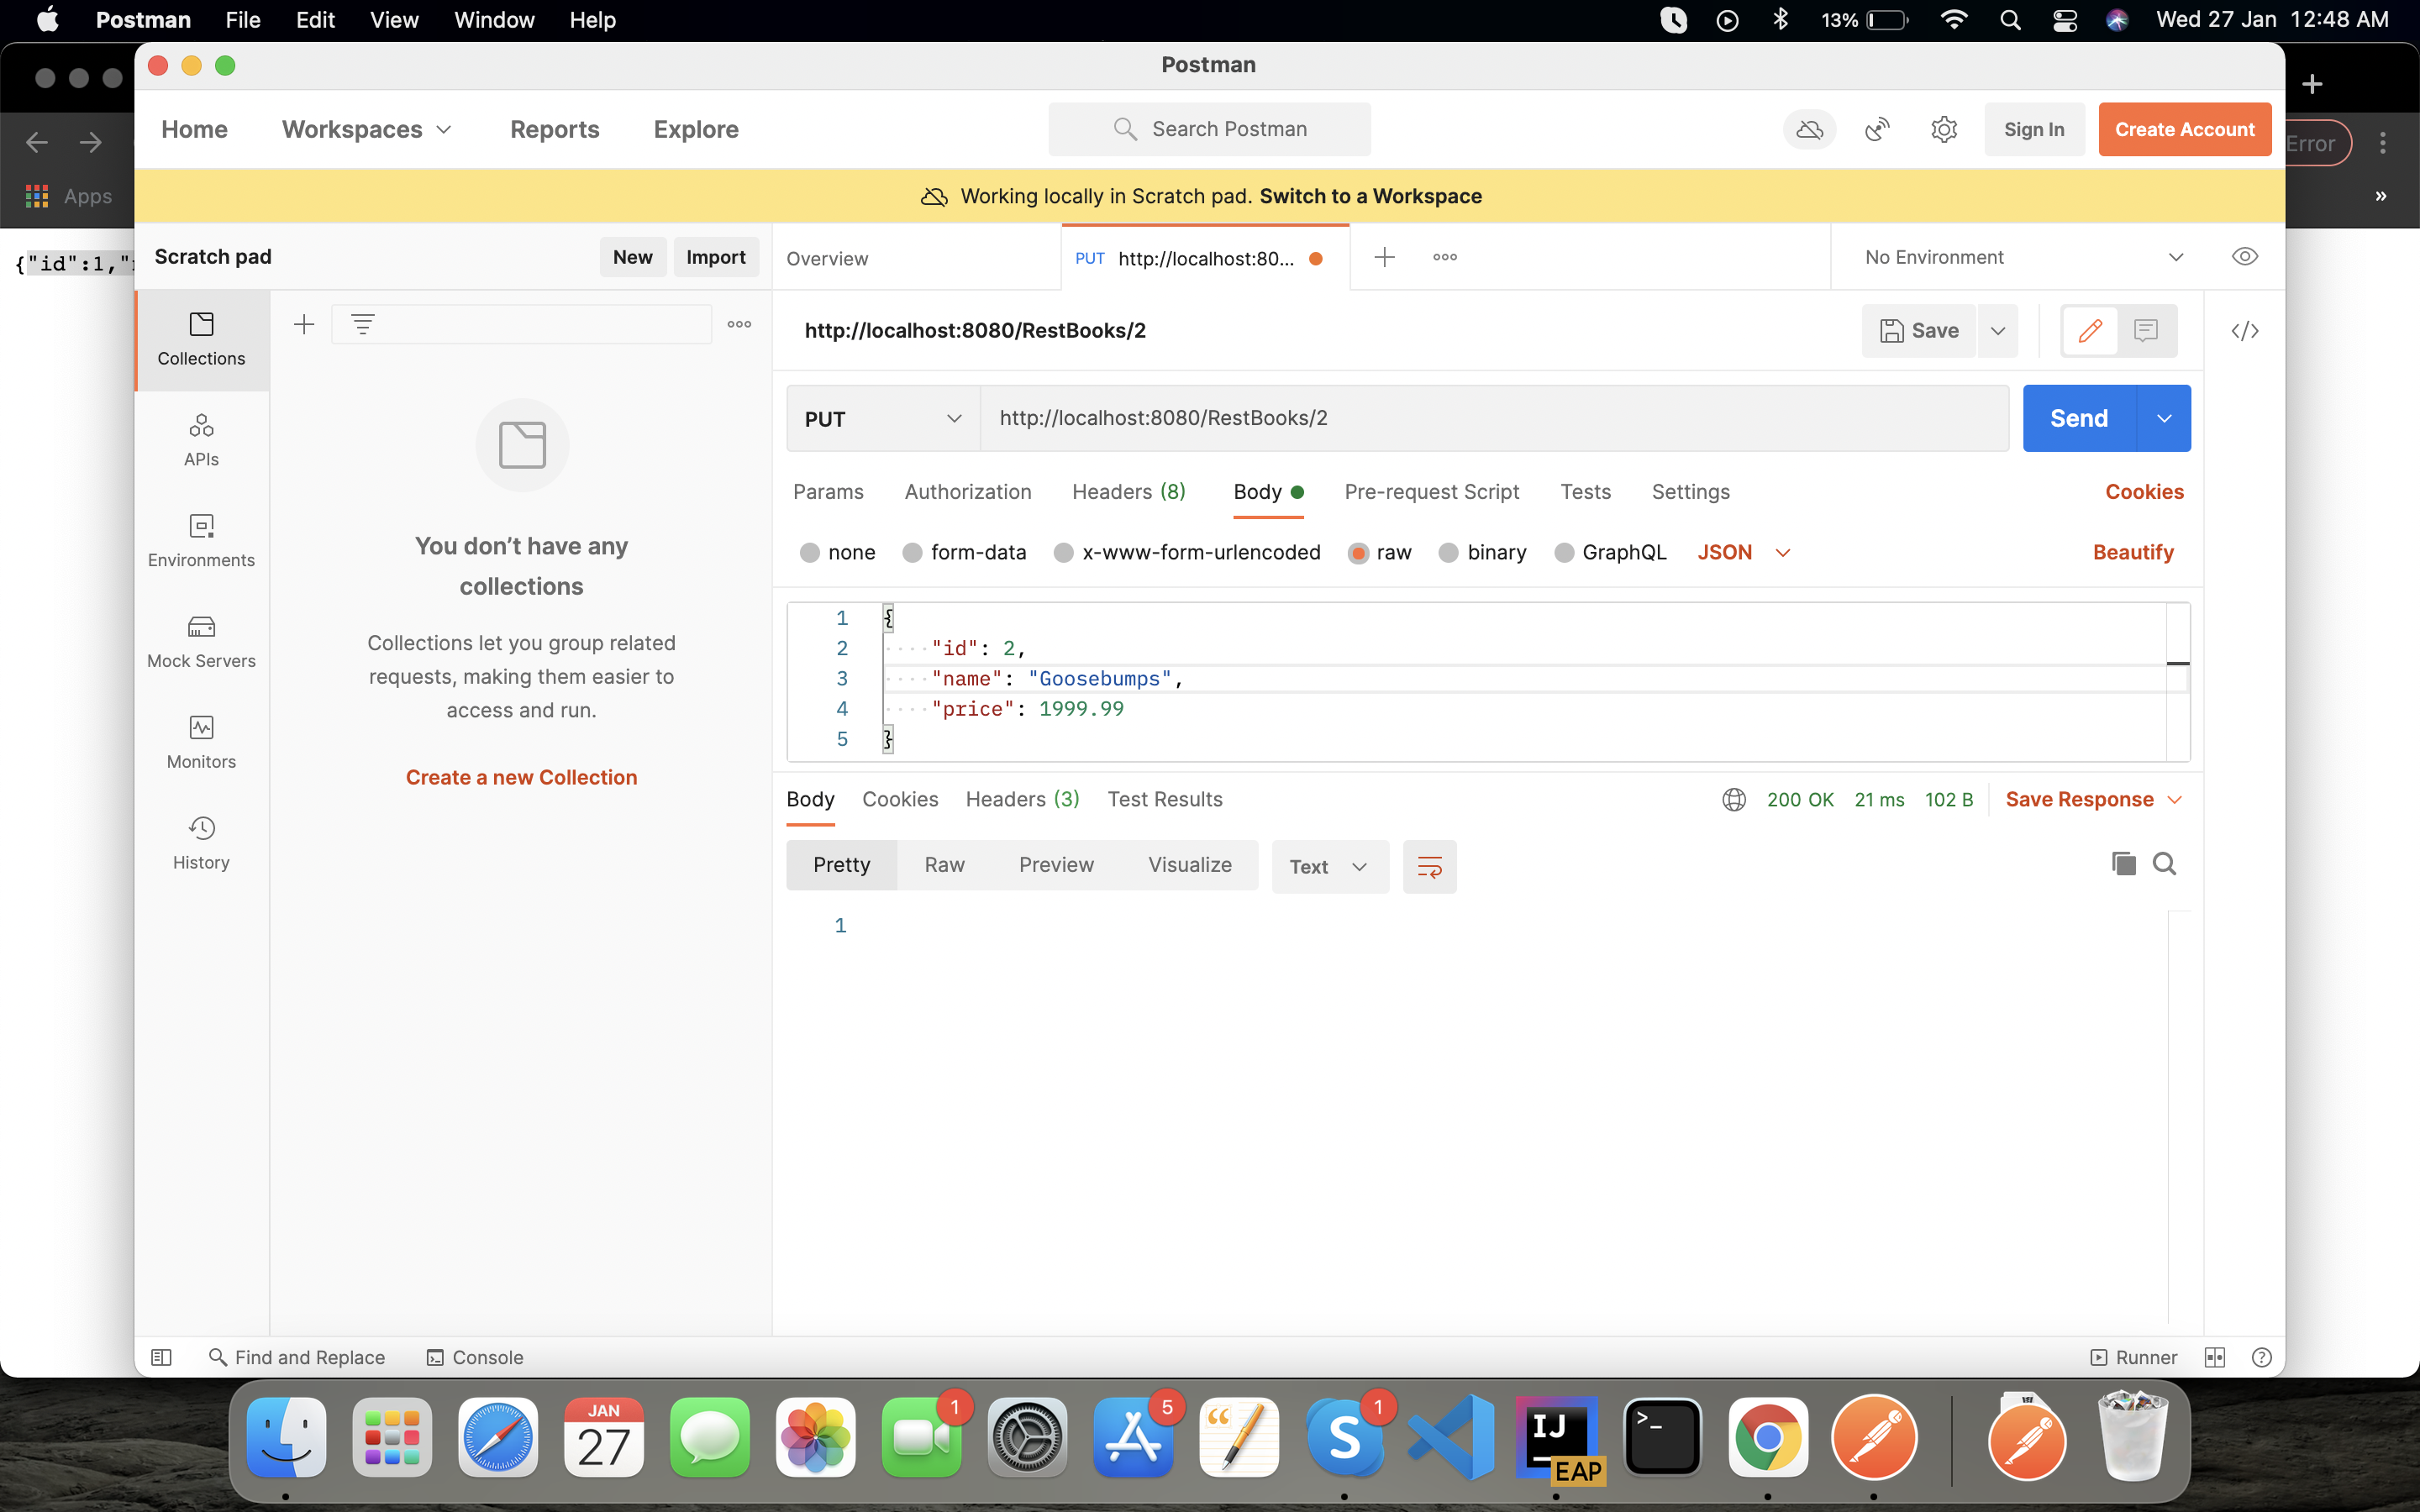 Postman File Edit View Window Help 13% Wed 27 Jan 12:48 AM
Postman
Home Workspaces Reports Explore Search Postman Sign In Create Account Error
Apps Working locally in Scratch pad. Switch to a Workspace »
{"id":1," Scratch pad New Import Overview PUT http://localhost:80... No Environment
Collections http://localhost:8080/RestBooks/2 Save
PUT http://localhost:8080/RestBooks/2 Send
APIs
Params Authorization Headers (8) Body Pre-request Script Tests Settings Cookies
You don’t have any
collections
Environments
none form-data x-www-form-urlencoded raw binary GraphQL JSON Beautify
Collections let you group related
requests, making them easier to
access and run.
Create a new Collection
Mock Servers
Monitors
History
1 {
2 "id": 2,
3 "name": "Goosebumps",
4 "price": 1999.99
5 }
Body Cookies Headers (3) Test Results 200 OK 21 ms 102 B Save Response
Pretty Raw Preview Visualize Text
1
Find and Replace Console Runner
JAN
27
1 5 1
S IJ >_
EAP